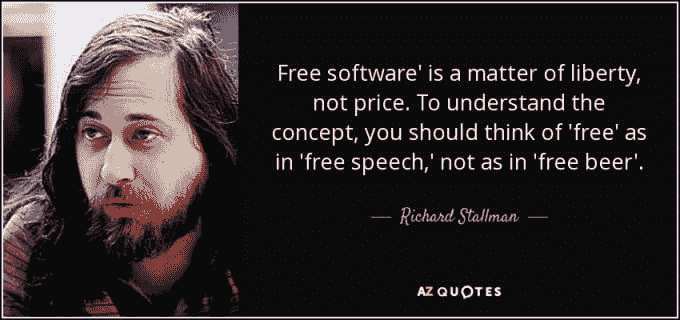 Free software' is a matter of liberty,
not price. To understand the
concept, you should think of 'free' as
in 'free speech,' not as in 'free beer'.
Richard Stallman
AZ QUOTES